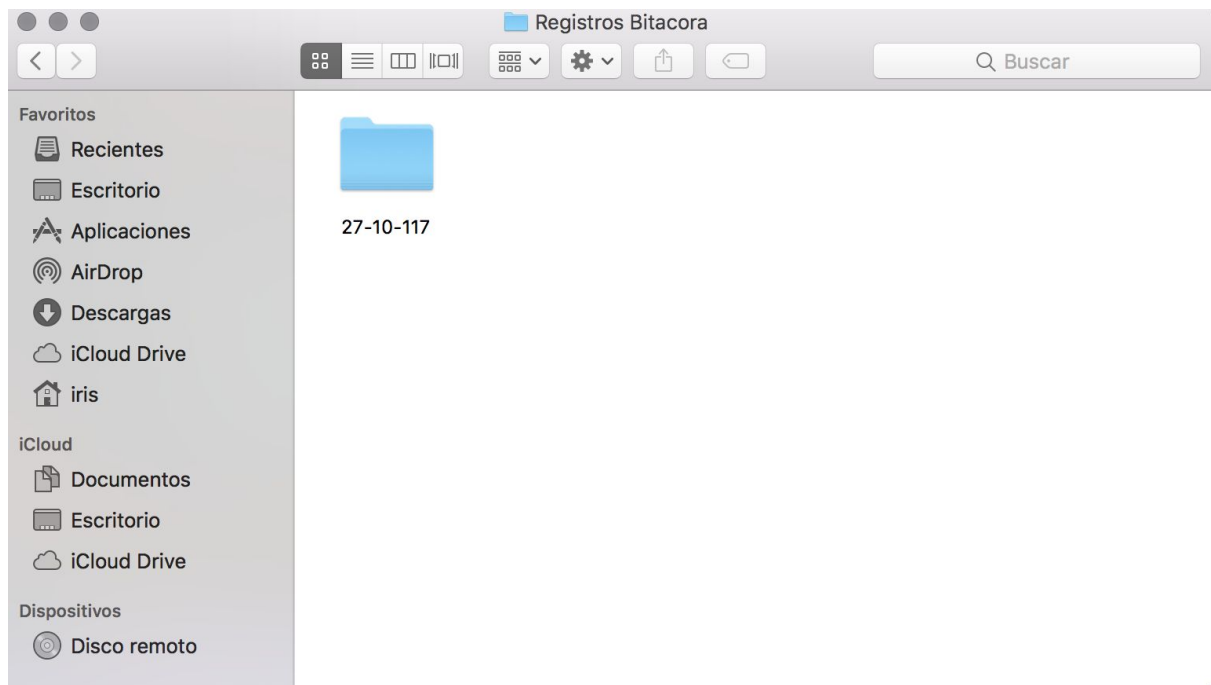 Registros Bitacora
Buscar
Favoritos
Recientes
Escritorio
Aplicaciones
AirDrop
Descargas
iCloud Drive
iris
iCloud
Documentos
Escritorio
iCloud Drive
Dispositivos
Disco remoto
27-10-117